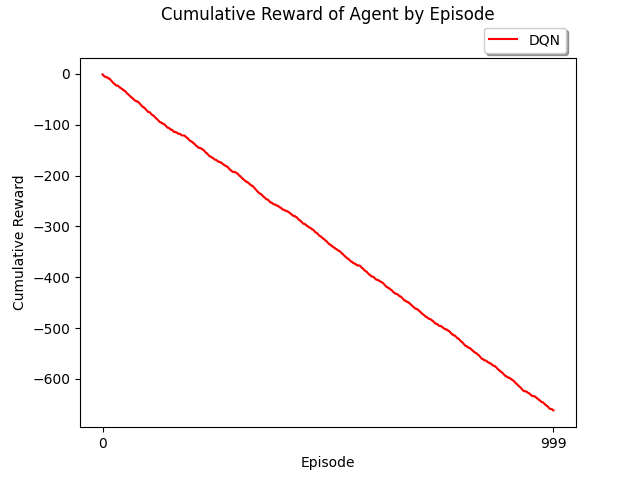 Cumulative Reward of Agent by Episode
DQN
0
−100
−200
−300
−400
−500
−600
Cumulative Reward
0
999
Episode